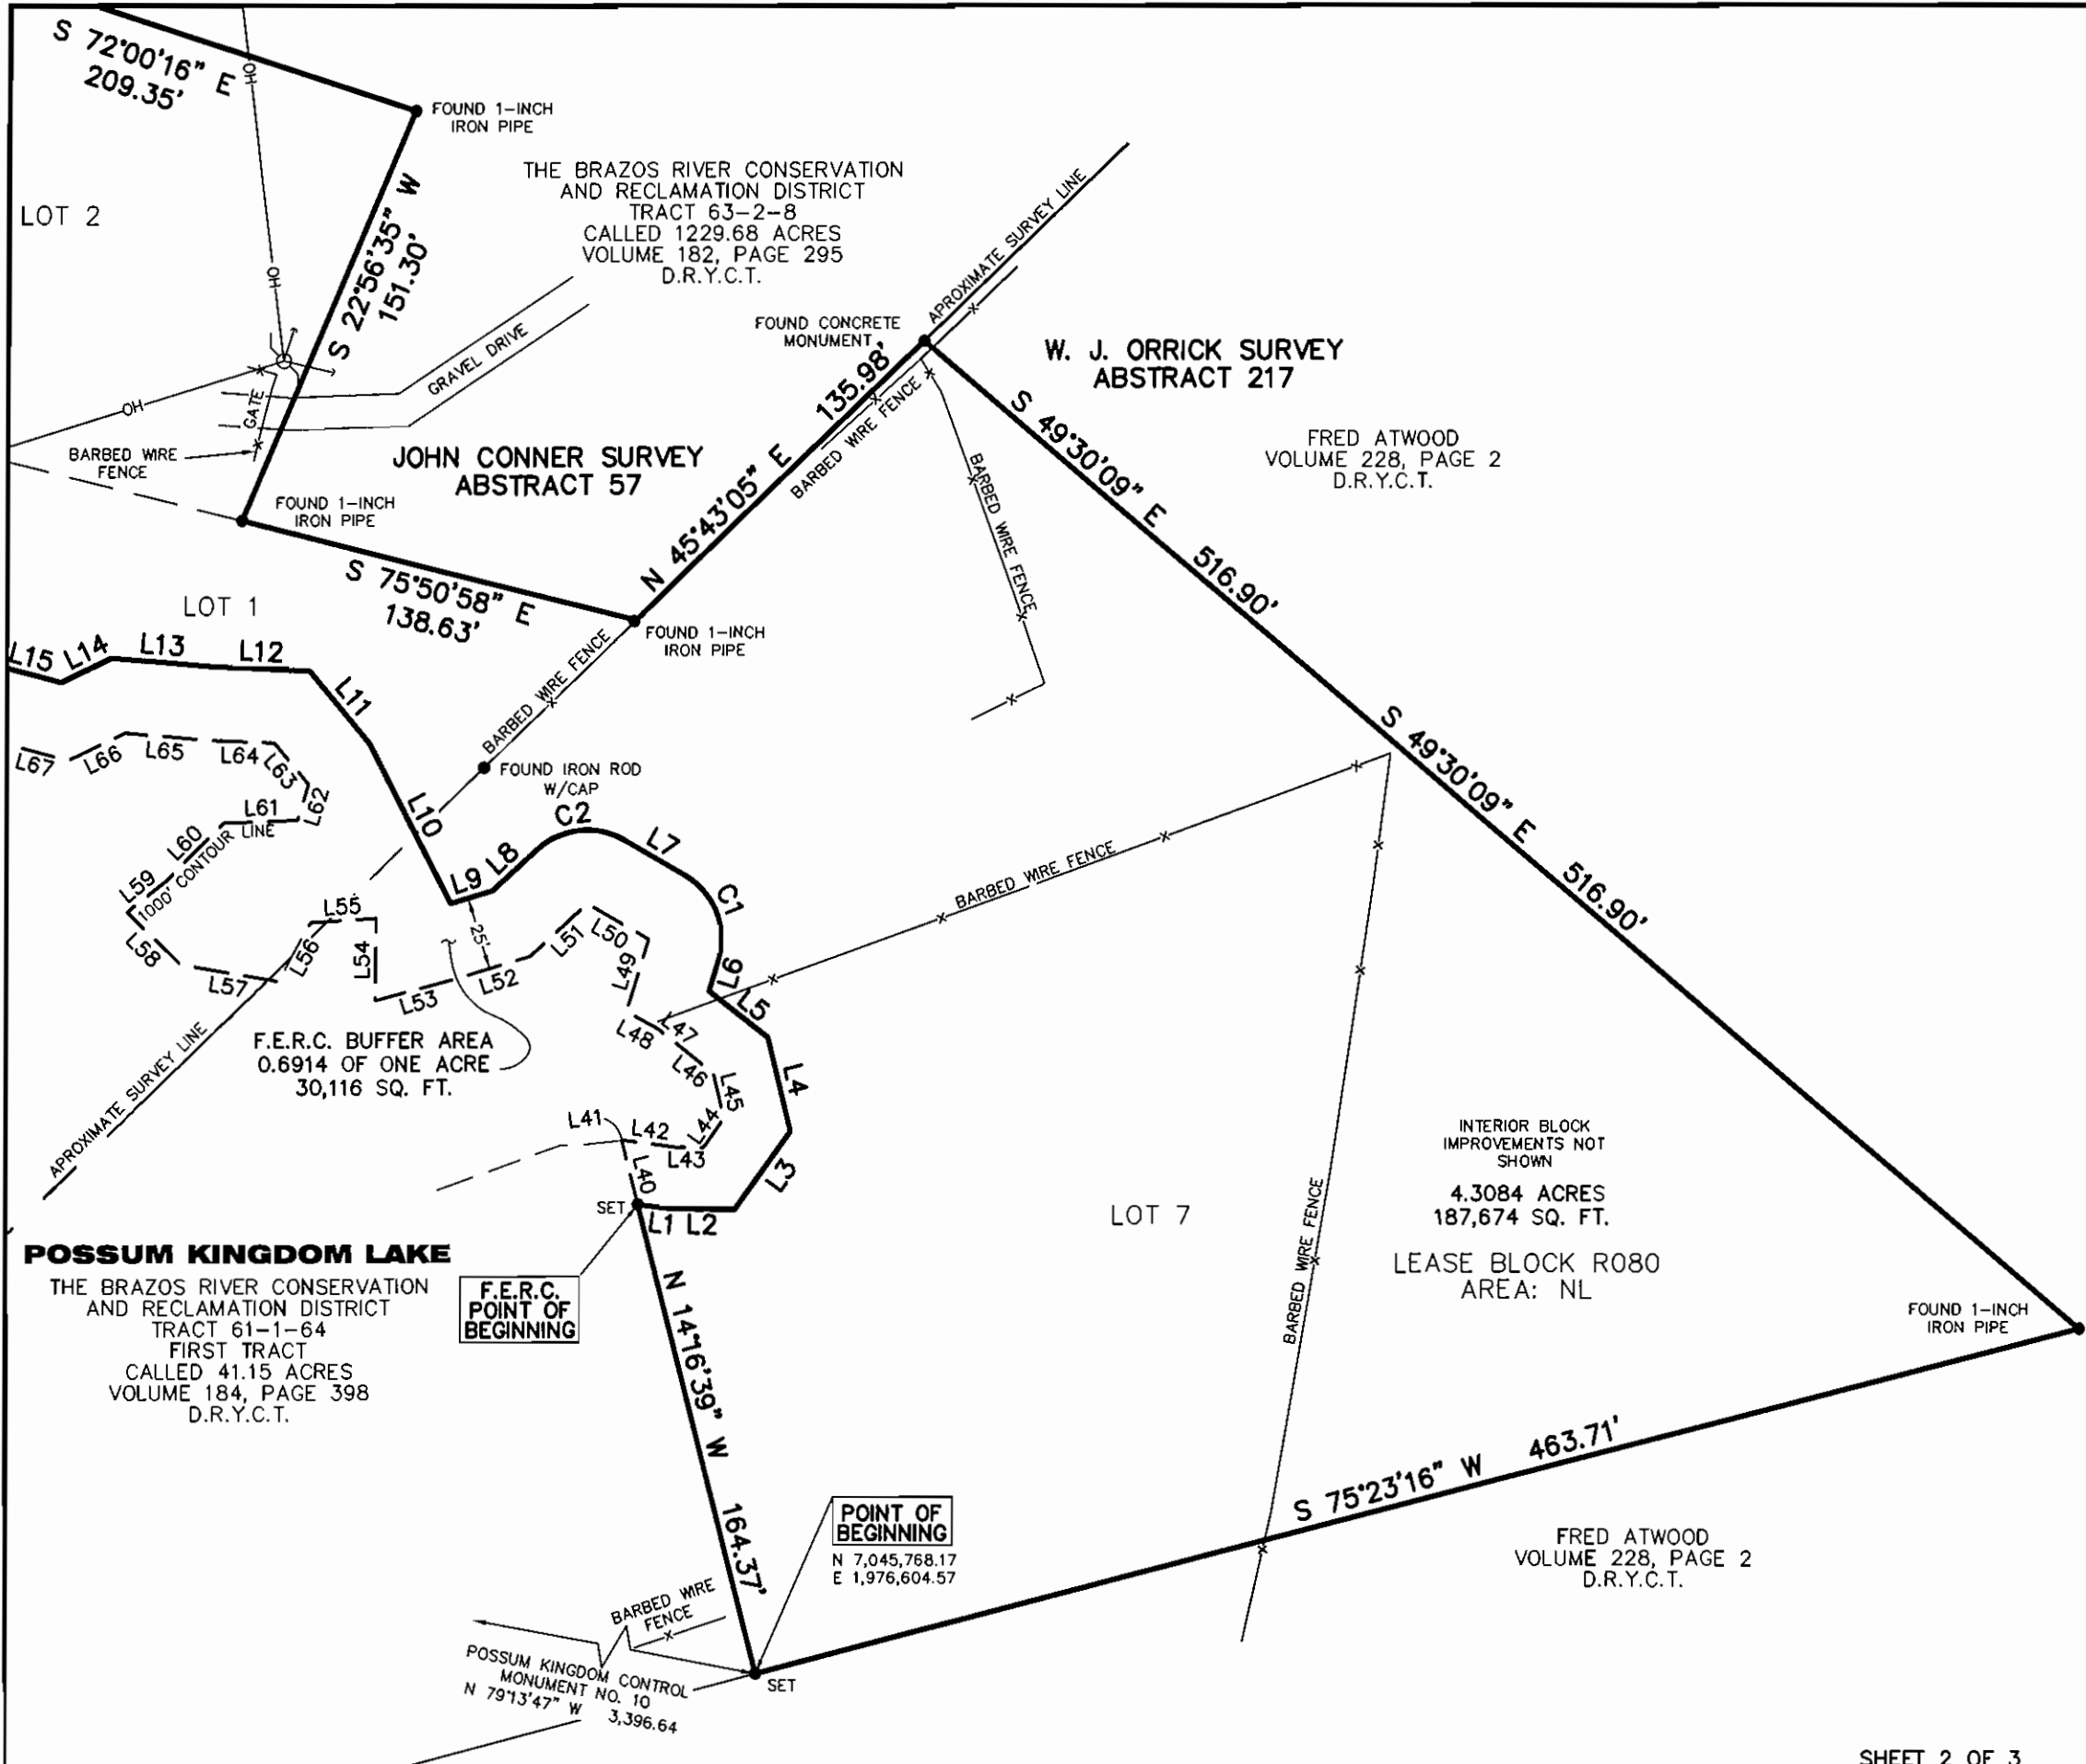 S 72°00'16" E
209.35'
OH
FOUND 1-INCH
IRON PIPE
LOT 2
THE BRAZOS RIVER CONSERVATION
AND RECLAMATION DISTRICT
TRACT 63-2-8
CALLED 1229.68 ACRES
VOLUME 182, PAGE 295
D.R.Y.C.T.
S 22°56'35" W
151.30'
OH
OH
GATE
GRAVEL DRIVE
BARBED WIRE
FENCE
JOHN CONNER SURVEY
ABSTRACT 57
FOUND 1-INCH
IRON PIPE
APROXIMATE SURVEY LINE
FOUND CONCRETE
MONUMENT
W. J. ORRICK SURVEY
ABSTRACT 217
FRED ATWOOD
VOLUME 228, PAGE 2
D.R.Y.C.T.
N 45°43'05" E 135.98'
BARBED WIRE FENCE
BARBED WIRE FENCE
S 49°30'09" E 516.90'
S 49°30'09" E 516.90'
S 75°50'58" E
138.63'
FOUND 1-INCH
IRON PIPE
LOT 1
L15
L14
L13
L12
L11
L10
BARBED WIRE FENCE
FOUND IRON ROD
W/CAP
L9
L8
C2
L7
C1
L6
L5
L4
L3
L67
L66
L65
L64
L63
L62
L61
L60
L59
1000' CONTOUR LINE
L58
L57
L56
L55
L54
L53
L52
25'
L51
L50
L49
L48
L47
L46
L45
L44
L43
L42
L41
L40
BARBED WIRE FENCE
F.E.R.C. BUFFER AREA
0.6914 OF ONE ACRE
30,116 SQ. FT.
APROXIMATE SURVEY LINE
SET
L1
L2
LOT 7
BARBED WIRE FENCE
INTERIOR BLOCK
IMPROVEMENTS NOT
SHOWN
4.3084 ACRES
187,674 SQ. FT.
LEASE BLOCK R080
AREA: NL
FOUND 1-INCH
IRON PIPE
POSSUM KINGDOM LAKE
THE BRAZOS RIVER CONSERVATION
AND RECLAMATION DISTRICT
TRACT 61-1-64
FIRST TRACT
CALLED 41.15 ACRES
VOLUME 184, PAGE 398
D.R.Y.C.T.
F.E.R.C.
POINT OF
BEGINNING
N 14°16'39" W 164.37'
S 75°23'16" W 463.71'
POINT OF
BEGINNING
N 7,045,768.17
E 1,976,604.57
FRED ATWOOD
VOLUME 228, PAGE 2
D.R.Y.C.T.
BARBED WIRE
FENCE
POSSUM KINGDOM CONTROL
MONUMENT NO. 10
N 79°13'47" W 3,396.64
SET
SHEET 2 OF 3